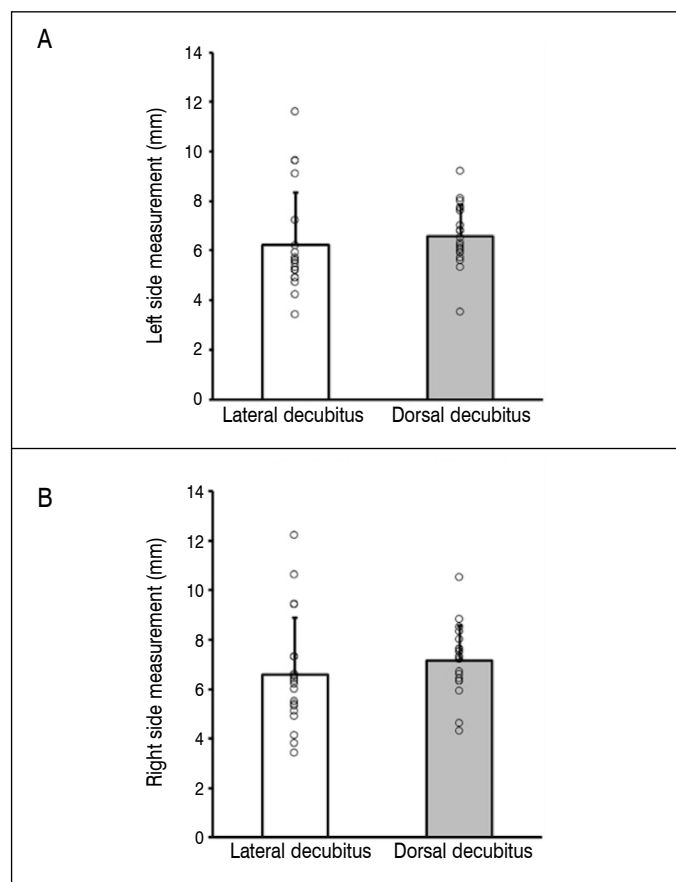 A
14
12
10
8
6
4
2
0
Left side measurement (mm)
Lateral decubitus
Dorsal decubitus
B
14
12
10
8
6
4
2
0
Right side measurement (mm)
Lateral decubitus
Dorsal decubitus